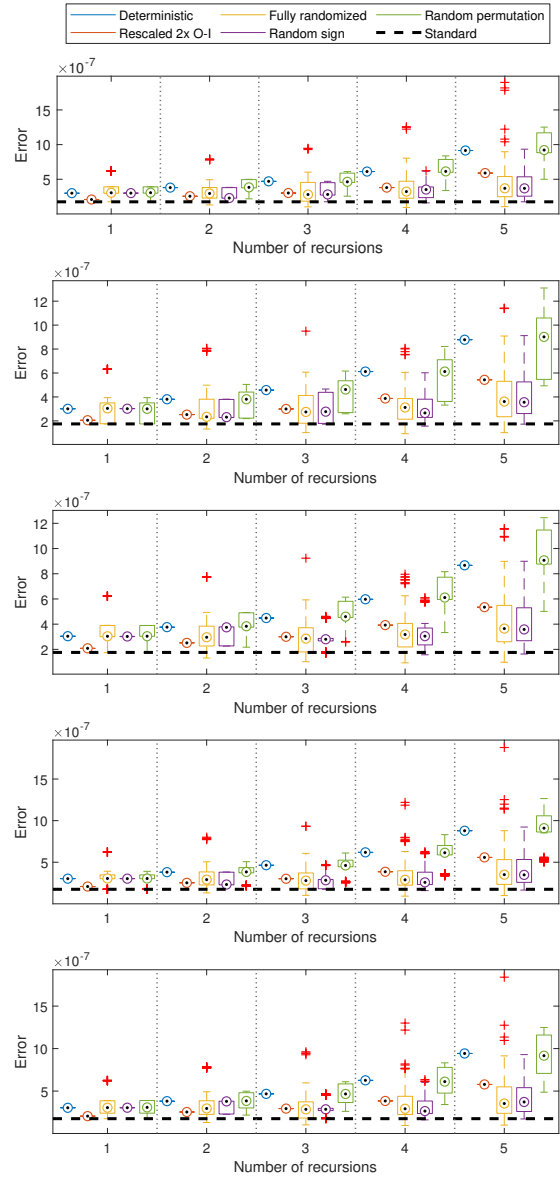 Deterministic Fully randomized Random permutation
Rescaled 2x O-I Random sign Standard
×10⁻⁷
15
10
5
Error
1 2 3 4 5
Number of recursions
×10⁻⁷
12
10
8
6
4
2
Error
1 2 3 4 5
Number of recursions
×10⁻⁷
12
10
8
6
4
2
Error
1 2 3 4 5
Number of recursions
×10⁻⁷
15
10
5
Error
1 2 3 4 5
Number of recursions
×10⁻⁷
15
10
5
Error
1 2 3 4 5
Number of recursions